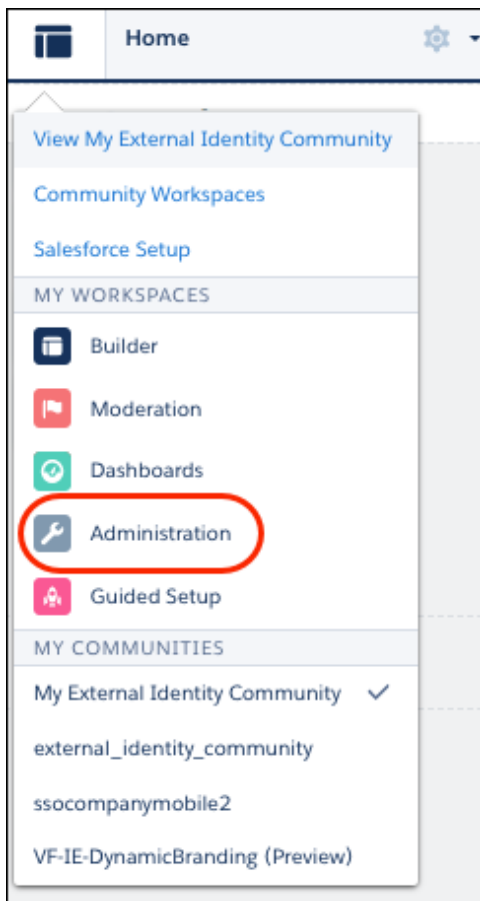 Home
View My External Identity Community
Community Workspaces
Salesforce Setup
MY WORKSPACES
Builder
Moderation
Dashboards
Administration
Guided Setup
MY COMMUNITIES
My External Identity Community
external_identity_community
ssocompanymobile2
VF-IE-DynamicBranding (Preview)